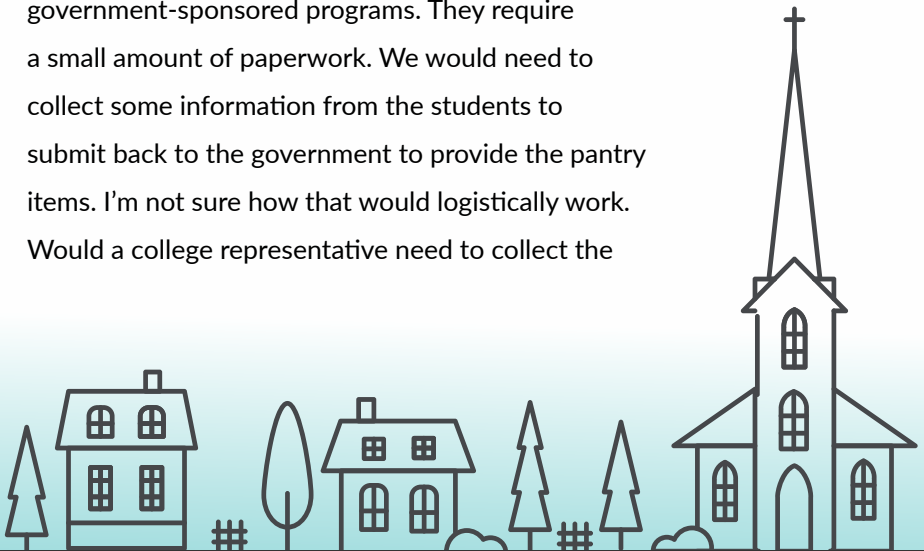 government-sponsored programs. They require
a small amount of paperwork. We would need to
collect some information from the students to
submit back to the government to provide the pantry
items. I’m not sure how that would logistically work.
Would a college representative need to collect the